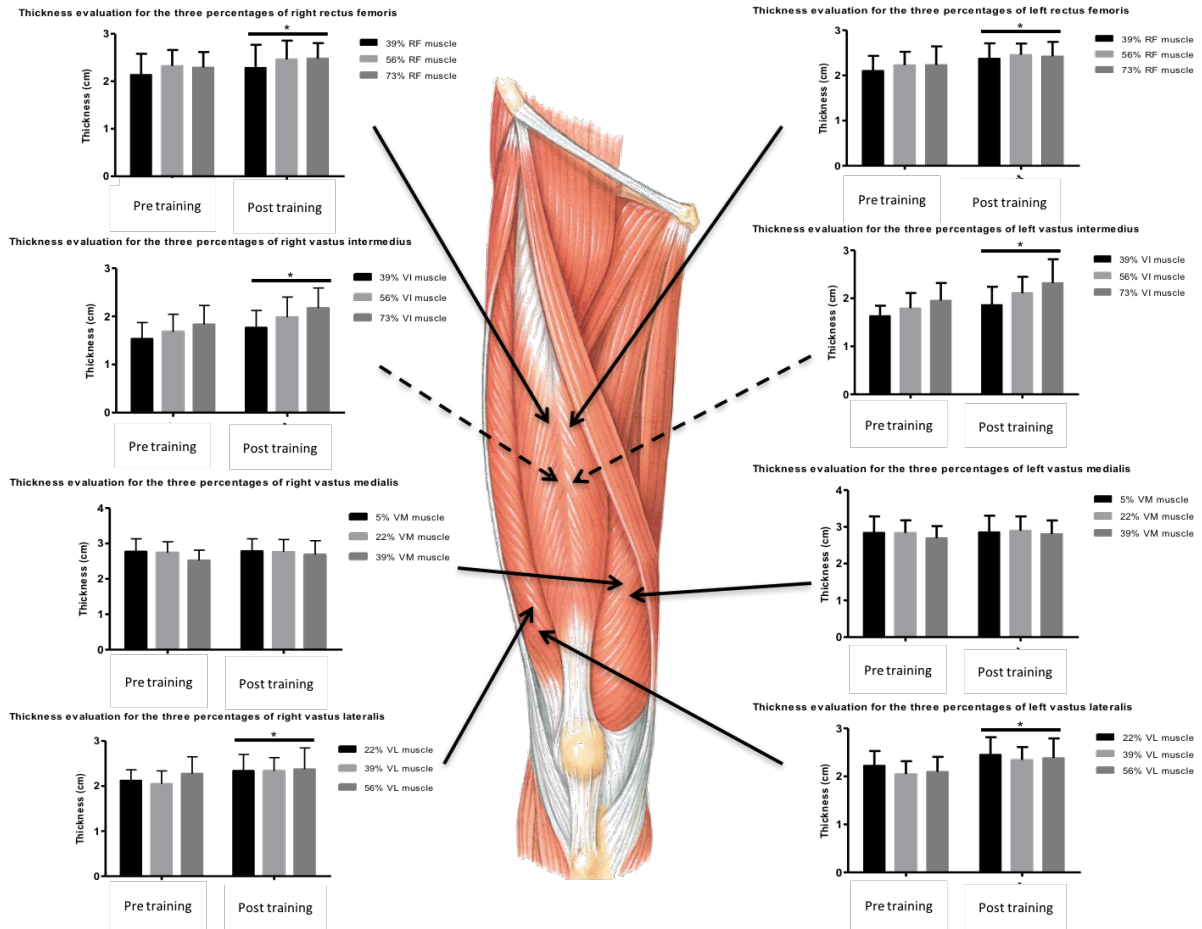 Thickness evaluation for the three percentages of right rectus femoris
*
3
2
1
0
Thickness (cm)
39% RF muscle
56% RF muscle
73% RF muscle
Pre training
Post training
Thickness evaluation for the three percentages of left rectus femoris
*
3
2
1
0
Thickness (cm)
39% RF muscle
56% RF muscle
73% RF muscle
Pre training
Post training
Thickness evaluation for the three percentages of right vastus intermedius
*
3
2
1
0
Thickness (cm)
39% VI muscle
56% VI muscle
73% VI muscle
Pre training
Post training
Thickness evaluation for the three percentages of left vastus intermedius
*
3
2
1
0
Thickness (cm)
39% VI muscle
56% VI muscle
73% VI muscle
Pre training
Post training
Thickness evaluation for the three percentages of right vastus medialis
4
3
2
1
0
Thickness (cm)
5% VM muscle
22% VM muscle
39% VM muscle
Pre training
Post training
Thickness evaluation for the three percentages of left vastus medialis
4
3
2
1
0
Thickness (cm)
5% VM muscle
22% VM muscle
39% VM muscle
Pre training
Post training
Thickness evaluation for the three percentages of right vastus lateralis
*
3
2
1
0
Thickness (cm)
22% VL muscle
39% VL muscle
56% VL muscle
Pre training
Post training
Thickness evaluation for the three percentages of left vastus lateralis
*
3
2
1
0
Thickness (cm)
22% VL muscle
39% VL muscle
56% VL muscle
Pre training
Post training